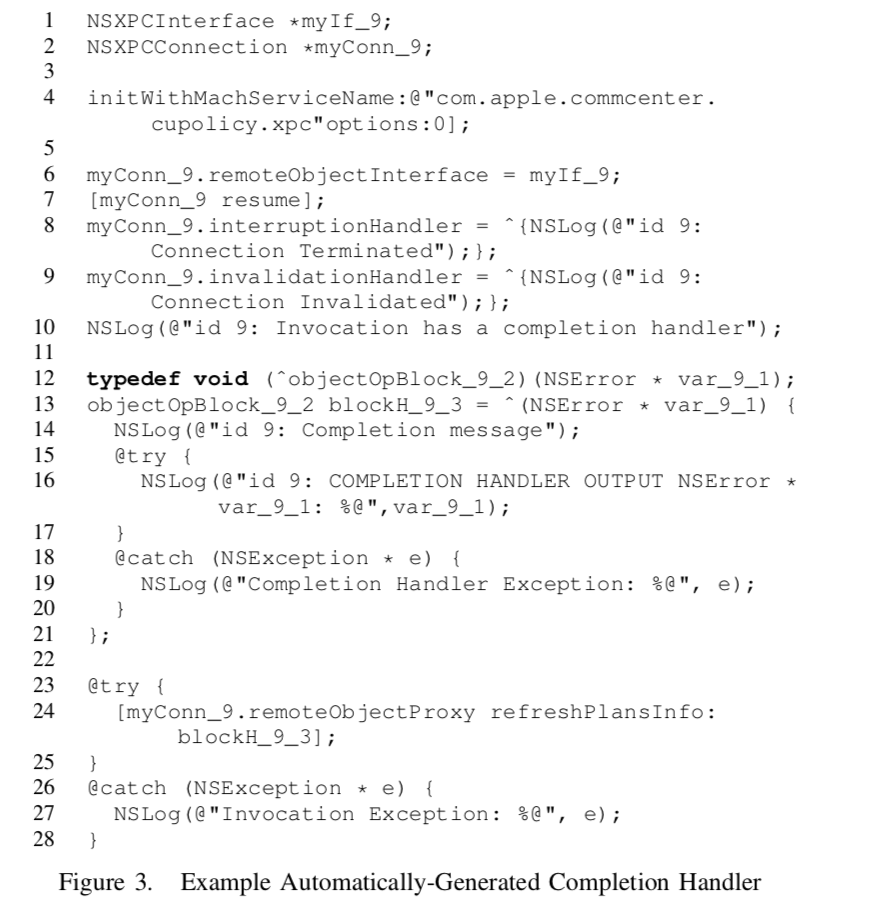 1 NSXPCInterface *myIf_9;
2 NSXPCConnection *myConn_9;
3
4 initWithMachServiceName:@"com.apple.commcenter.
cupolicy.xpc"options:0];
5
6 myConn_9.remoteObjectInterface = myIf_9;
7 [myConn_9 resume];
8 myConn_9.interruptionHandler = ^{NSLog(@"id 9:
Connection Terminated");};
9 myConn_9.invalidationHandler = ^{NSLog(@"id 9:
Connection Invalidated");};
10 NSLog(@"id 9: Invocation has a completion handler");
11
12 typedef void (^objectOpBlock_9_2)(NSError * var_9_1);
13 objectOpBlock_9_2 blockH_9_3 = ^(NSError * var_9_1) {
14 NSLog(@"id 9: Completion message");
15 @try {
16 NSLog(@"id 9: COMPLETION HANDLER OUTPUT NSError *
var_9_1: %@",var_9_1);
17 }
18 @catch (NSException * e) {
19 NSLog(@"Completion Handler Exception: %@", e);
20 }
21 };
22
23 @try {
24 [myConn_9.remoteObjectProxy refreshPlansInfo:
blockH_9_3];
25 }
26 @catch (NSException * e) {
27 NSLog(@"Invocation Exception: %@", e);
28 }
Figure 3. Example Automatically-Generated Completion Handler